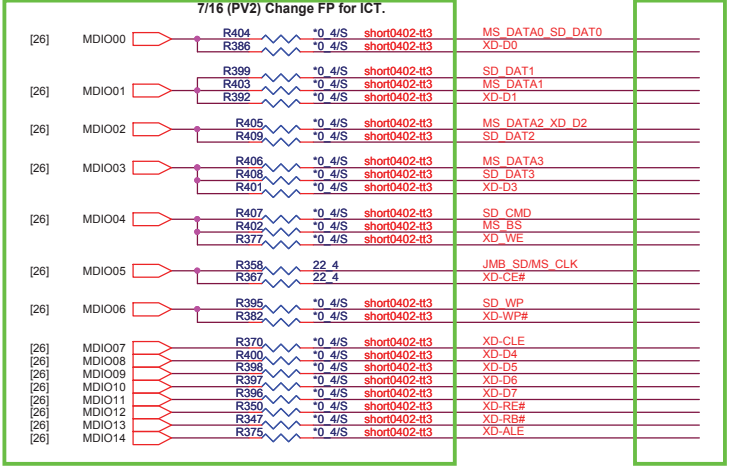 7/16 (PV2) Change FP for ICT.
R404 *0_4/S short0402-tt3 MS_DATA0_SD_DAT0
[26] MDIO00
R386 *0_4/S short0402-tt3 XD-D0
R399 *0_4/S short0402-tt3 SD_DAT1
[26] MDIO01 R403 *0_4/S short0402-tt3 MS_DATA1
R392 *0_4/S short0402-tt3 XD-D1
R405 *0_4/S short0402-tt3 MS_DATA2_XD_D2
[26] MDIO02
R409 *0_4/S short0402-tt3 SD_DAT2
R406 *0_4/S short0402-tt3 MS_DATA3
[26] MDIO03
R408 *0_4/S short0402-tt3 SD_DAT3
R401 *0_4/S short0402-tt3 XD-D3
R407 *0_4/S short0402-tt3 SD_CMD
[26] MDIO04
R402 *0_4/S short0402-tt3 MS_BS
R377 *0_4/S short0402-tt3 XD_WE
R358 22_4 JMB_SD/MS_CLK
[26] MDIO05
R367 22_4 XD-CE#
R395 *0_4/S short0402-tt3 SD_WP
[26] MDIO06
R382 *0_4/S short0402-tt3 XD-WP#
[26] MDIO07 R370 *0_4/S short0402-tt3 XD-CLE
[26] MDIO08 R400 *0_4/S short0402-tt3 XD-D4
[26] MDIO09 R398 *0_4/S short0402-tt3 XD-D5
[26] MDIO10 R397 *0_4/S short0402-tt3 XD-D6
[26] MDIO11 R396 *0_4/S short0402-tt3 XD-D7
[26] MDIO12 R350 *0_4/S short0402-tt3 XD-RE#
[26] MDIO13 R347 *0_4/S short0402-tt3 XD-RB#
[26] MDIO14 R375 *0_4/S short0402-tt3 XD-ALE